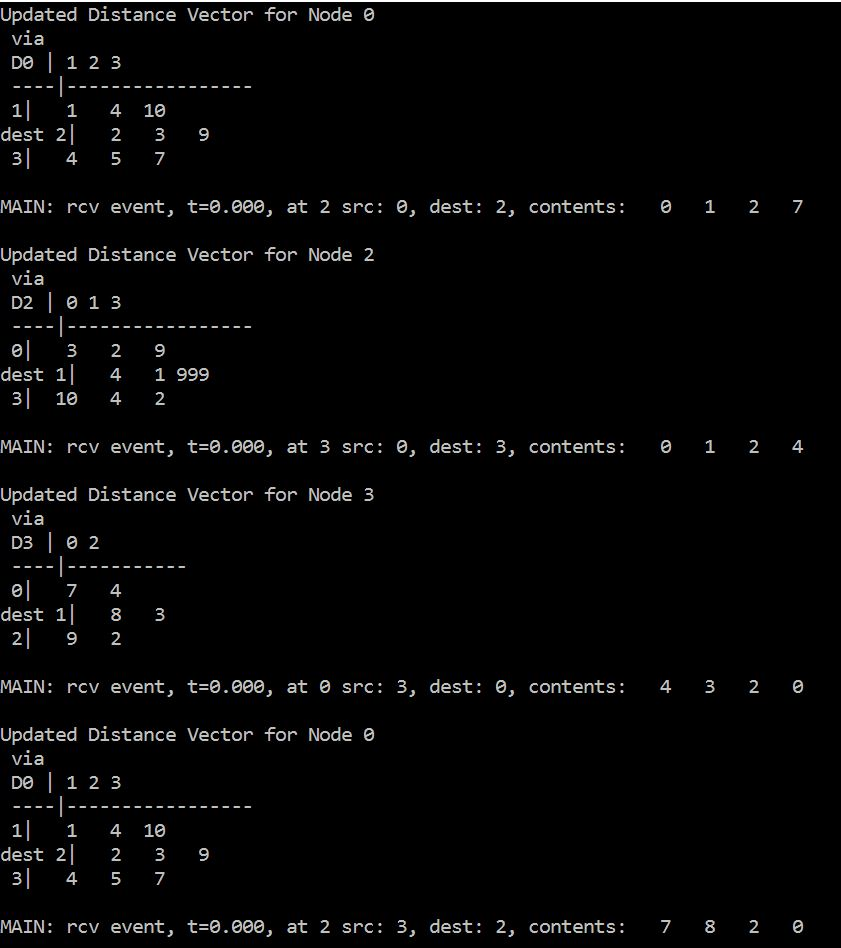 Updated Distance Vector for Node 0
 via
 D0 | 1 2 3
 ----|-----------------
 1|   1   4  10
dest 2|   2   3   9
 3|   4   5   7

MAIN: rcv event, t=0.000, at 2 src: 0, dest: 2, contents:   0   1   2   7

Updated Distance Vector for Node 2
 via
 D2 | 0 1 3
 ----|-----------------
 0|   3   2   9
dest 1|   4   1 999
 3|  10   4   2

MAIN: rcv event, t=0.000, at 3 src: 0, dest: 3, contents:   0   1   2   4

Updated Distance Vector for Node 3
 via
 D3 | 0 2
 ----|-----------
 0|   7   4
dest 1|   8   3
 2|   9   2

MAIN: rcv event, t=0.000, at 0 src: 3, dest: 0, contents:   4   3   2   0

Updated Distance Vector for Node 0
 via
 D0 | 1 2 3
 ----|-----------------
 1|   1   4  10
dest 2|   2   3   9
 3|   4   5   7

MAIN: rcv event, t=0.000, at 2 src: 3, dest: 2, contents:   7   8   2   0